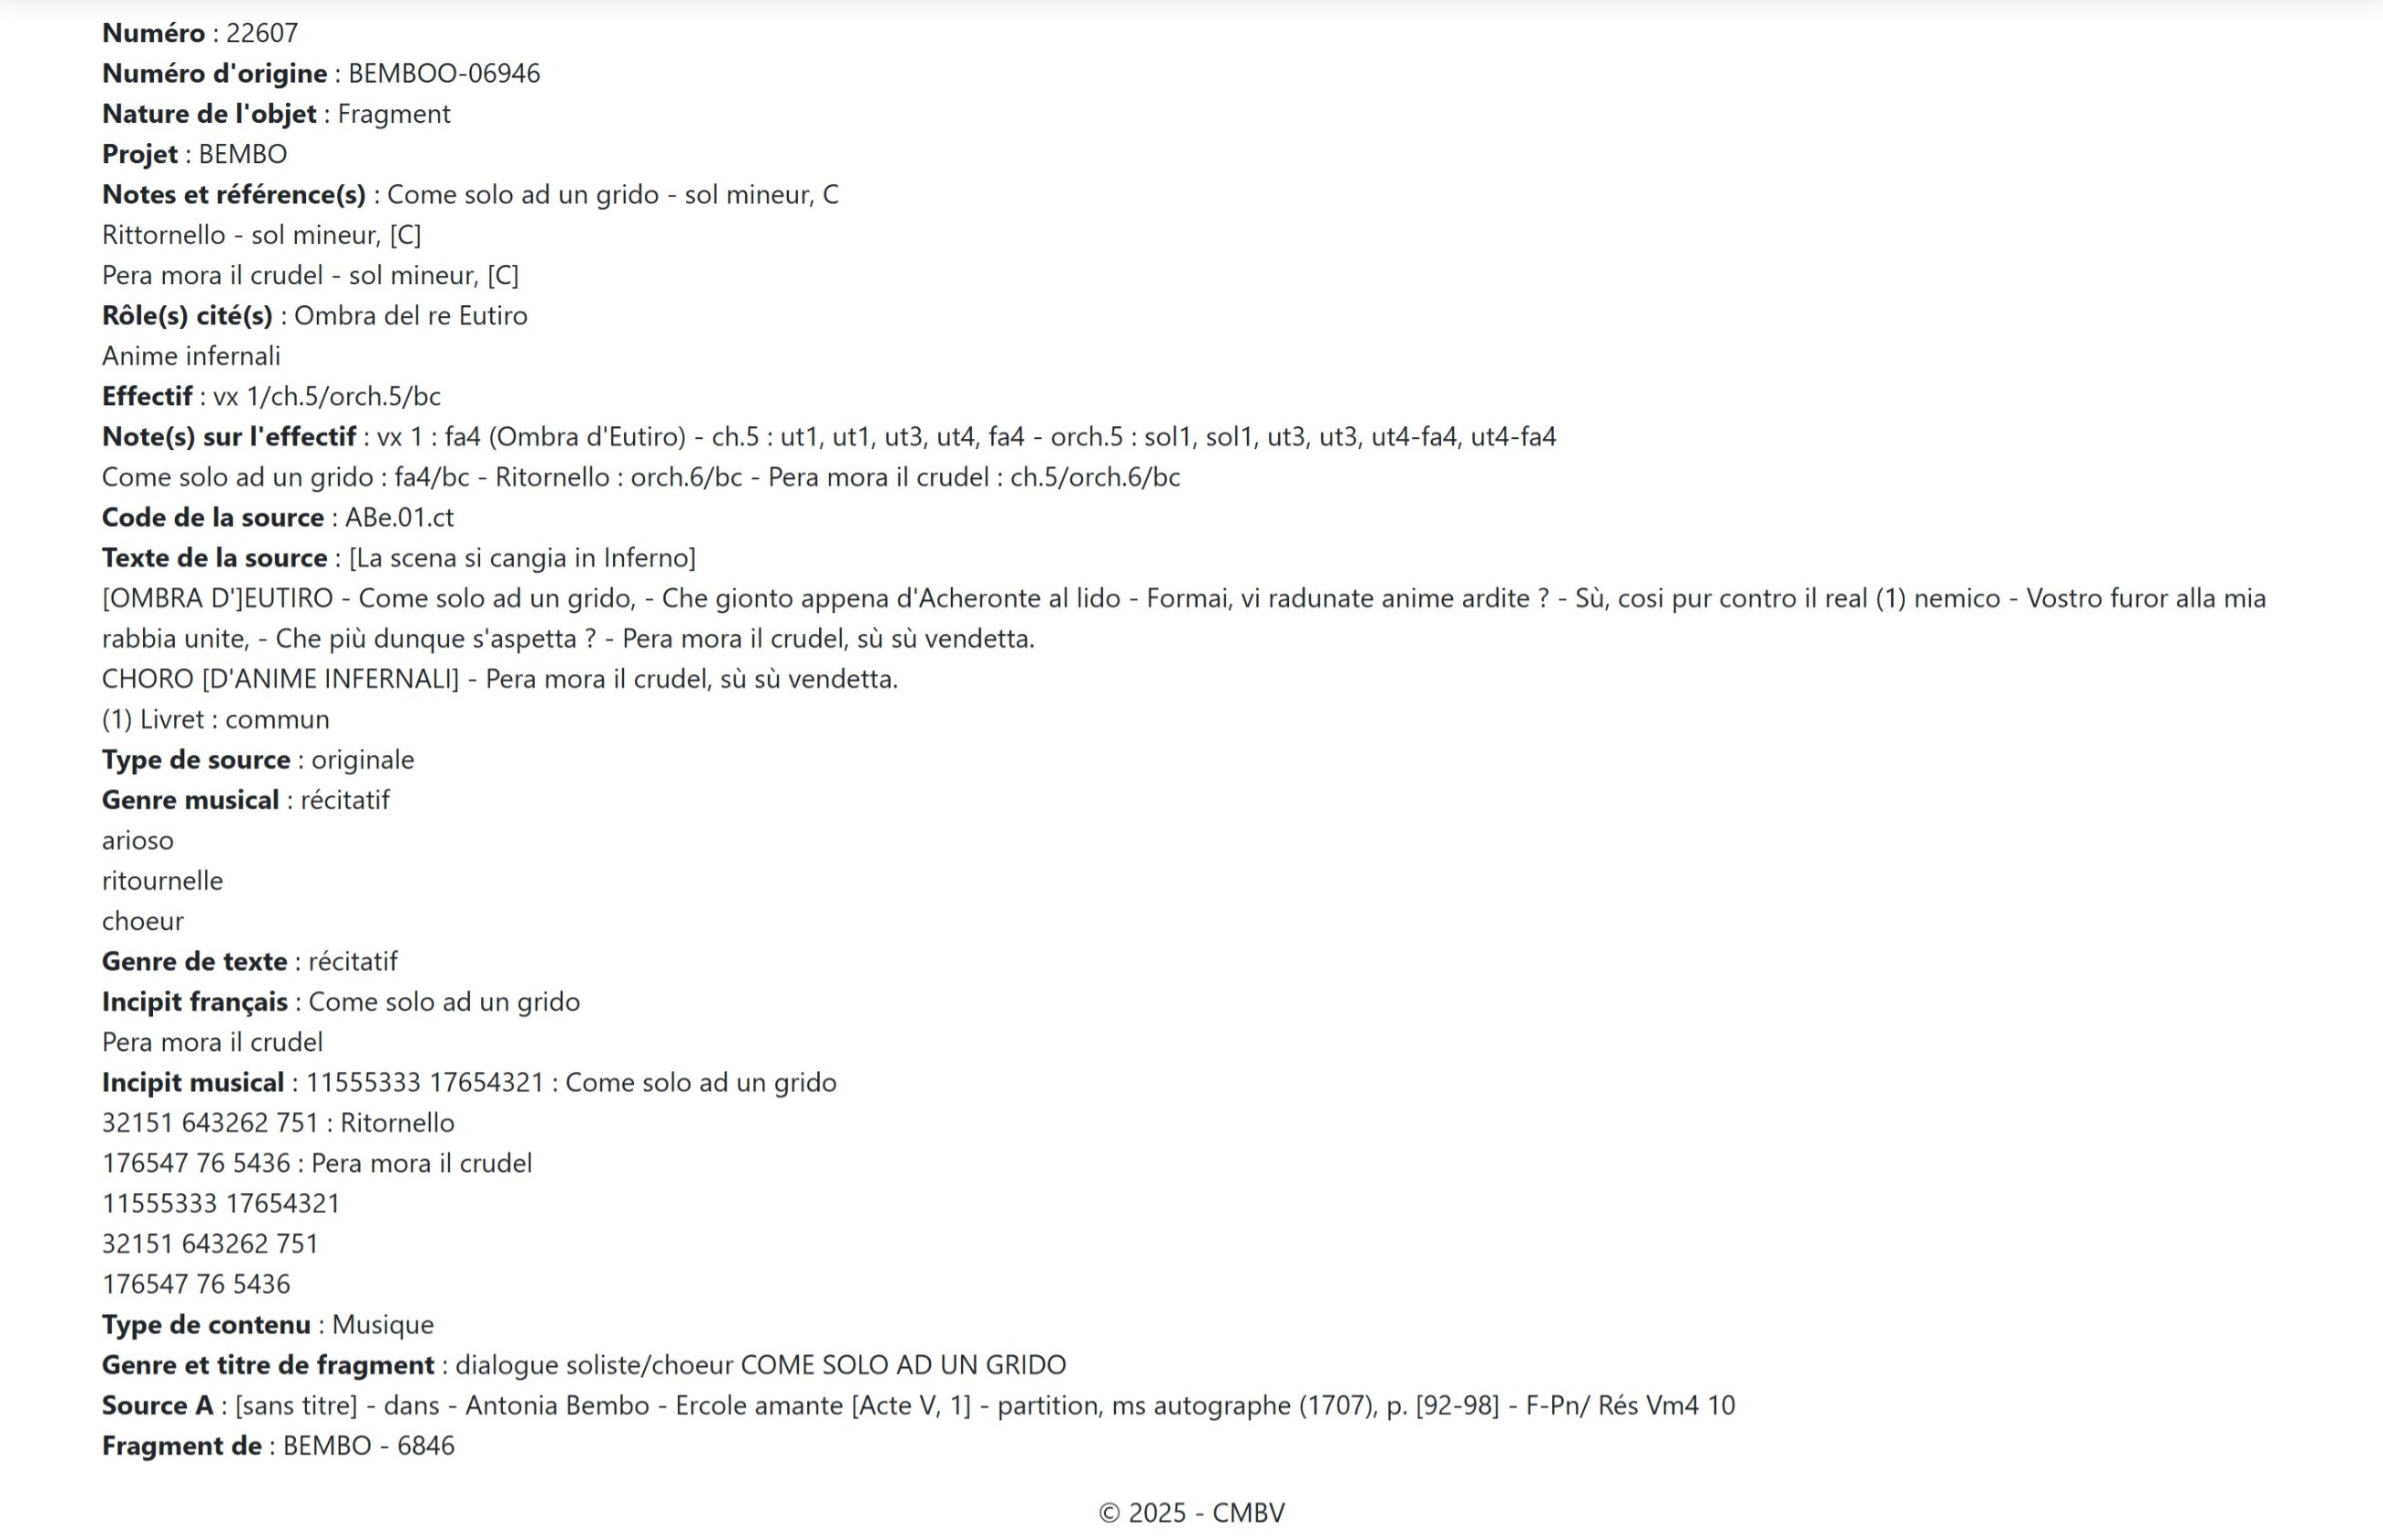 Numéro : 22607
Numéro d'origine : BEMBOO-06946
Nature de l'objet : Fragment
Projet : BEMBO
Notes et référence(s) : Come solo ad un grido - sol mineur, C
Rittornello - sol mineur, [C]
Pera mora il crudel - sol mineur, [C]
Rôle(s) cité(s) : Ombra del re Eutiro
Anime infernali
Effectif : vx 1/ch.5/orch.5/bc
Note(s) sur l'effectif : vx 1 : fa4 (Ombra d'Eutiro) - ch.5 : ut1, ut1, ut3, ut4, fa4 - orch.5 : sol1, sol1, ut3, ut3, ut4-fa4, ut4-fa4
Come solo ad un grido : fa4/bc - Ritornello : orch.6/bc - Pera mora il crudel : ch.5/orch.6/bc
Code de la source : ABe.01.ct
Texte de la source : [La scena si cangia in Inferno]
[OMBRA D']EUTIRO - Come solo ad un grido, - Che gionto appena d'Acheronte al lido - Formai, vi radunate anime ardite ? - Sù, cosi pur contro il real (1) nemico - Vostro furor alla mia
rabbia unite, - Che più dunque s'aspetta ? - Pera mora il crudel, sù sù vendetta.
CHORO [D'ANIME INFERNALI] - Pera mora il crudel, sù sù vendetta.
(1) Livret : commun
Type de source : originale
Genre musical : récitatif
arioso
ritournelle
choeur
Genre de texte : récitatif
Incipit français : Come solo ad un grido
Pera mora il crudel
Incipit musical : 11555333 17654321 : Come solo ad un grido
32151 643262 751 : Ritornello
176547 76 5436 : Pera mora il crudel
11555333 17654321
32151 643262 751
176547 76 5436
Type de contenu : Musique
Genre et titre de fragment : dialogue soliste/choeur COME SOLO AD UN GRIDO
Source A : [sans titre] - dans - Antonia Bembo - Ercole amante [Acte V, 1] - partition, ms autographe (1707), p. [92-98] - F-Pn/ Rés Vm4 10
Fragment de : BEMBO - 6846
© 2025 - CMBV